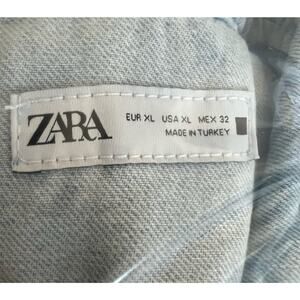 ZARA
EUR XL USA XL MEX 32
MADE IN TURKEY